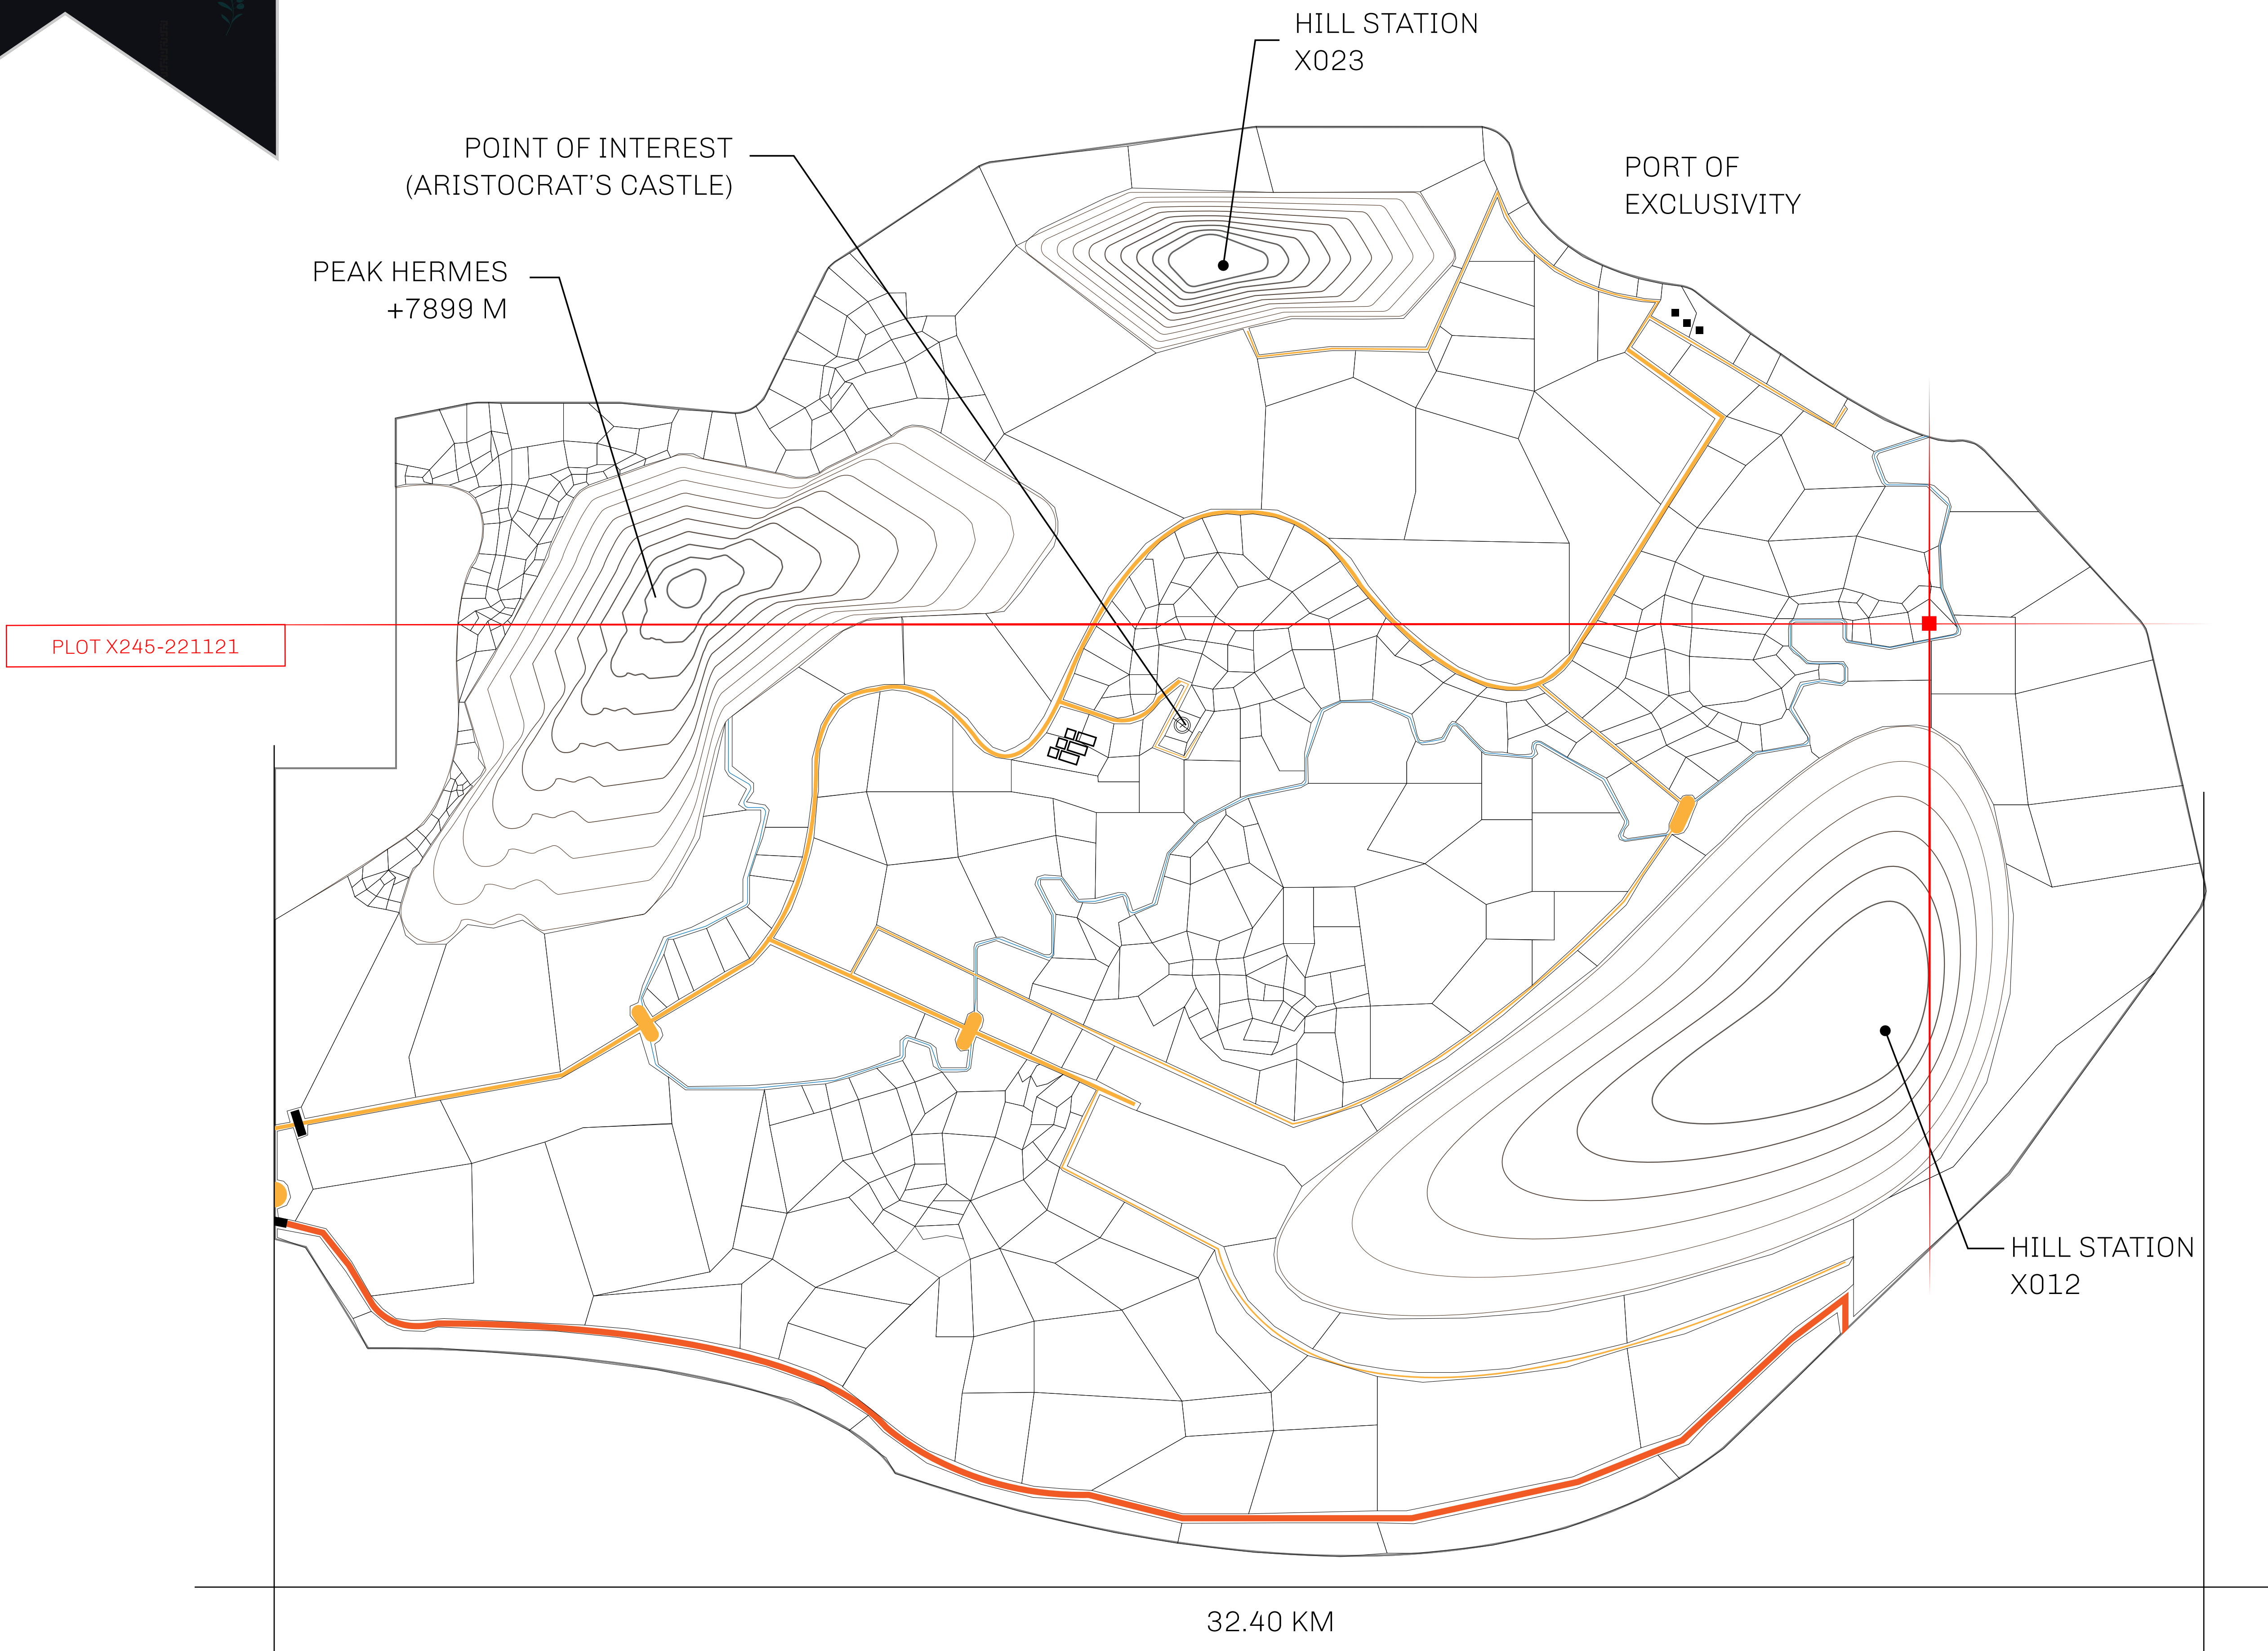 HILL STATION
X023
POINT OF INTEREST
(ARISTOCRAT'S CASTLE)
PORT OF
EXCLUSIVITY
PEAK HERMES
+7899 M
PLOT X245-221121
HILL STATION
X012
32.40 KM